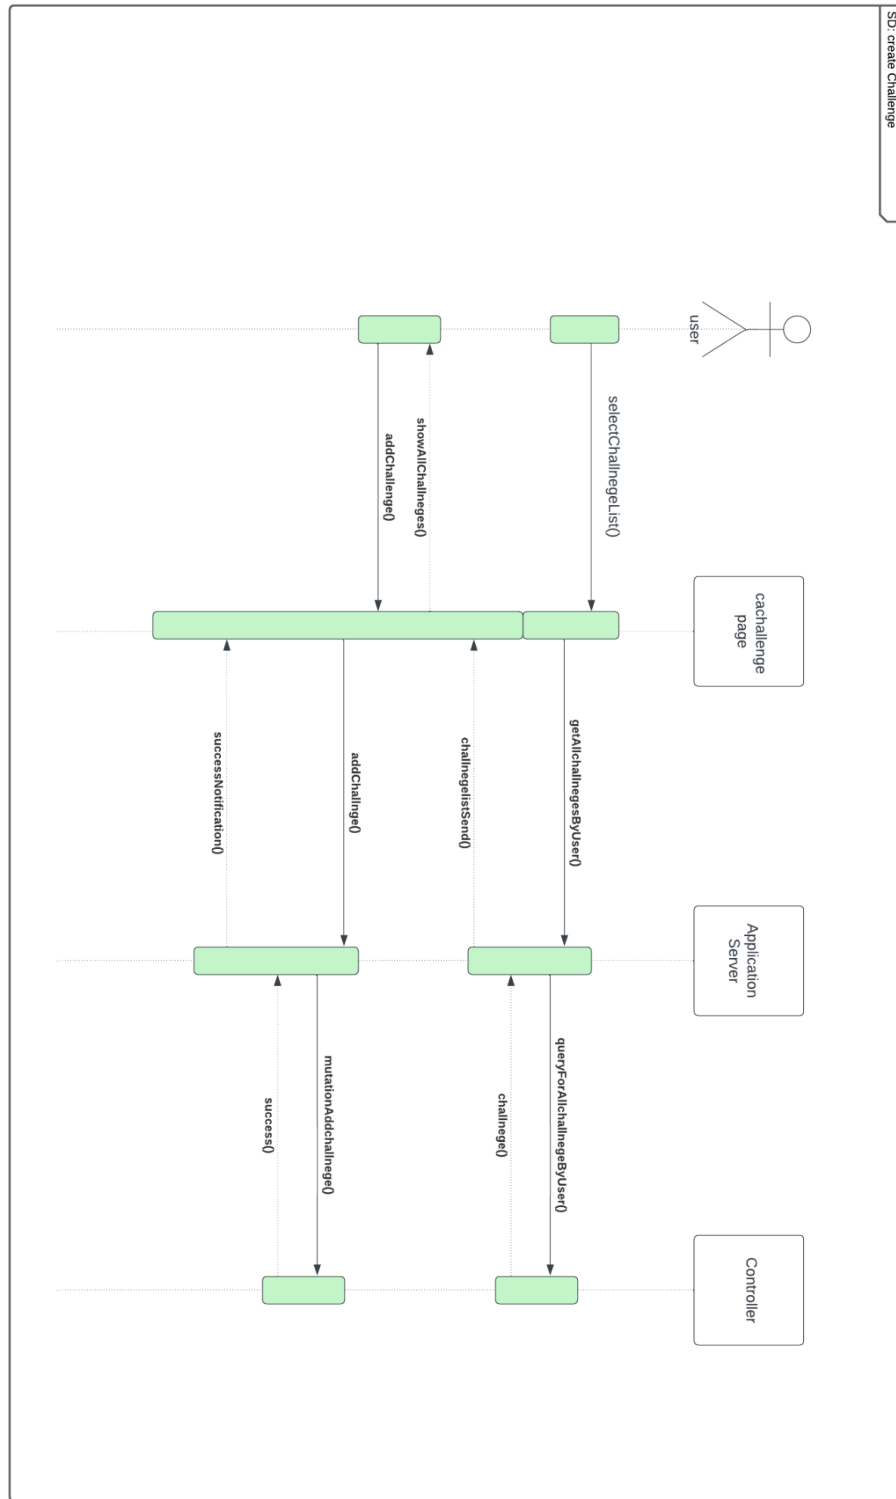 SD: create Challenge
user
cachallenge
page
Application
Server
Controller
selectChallnegeList()
getAllchallnegesByUser()
queryForAllchallnegeByUser()
challnege()
challnegelistSend()
showAllChallneges()
addChallenge()
addChallnge()
mutationAddchallnege()
success()
successNotification()